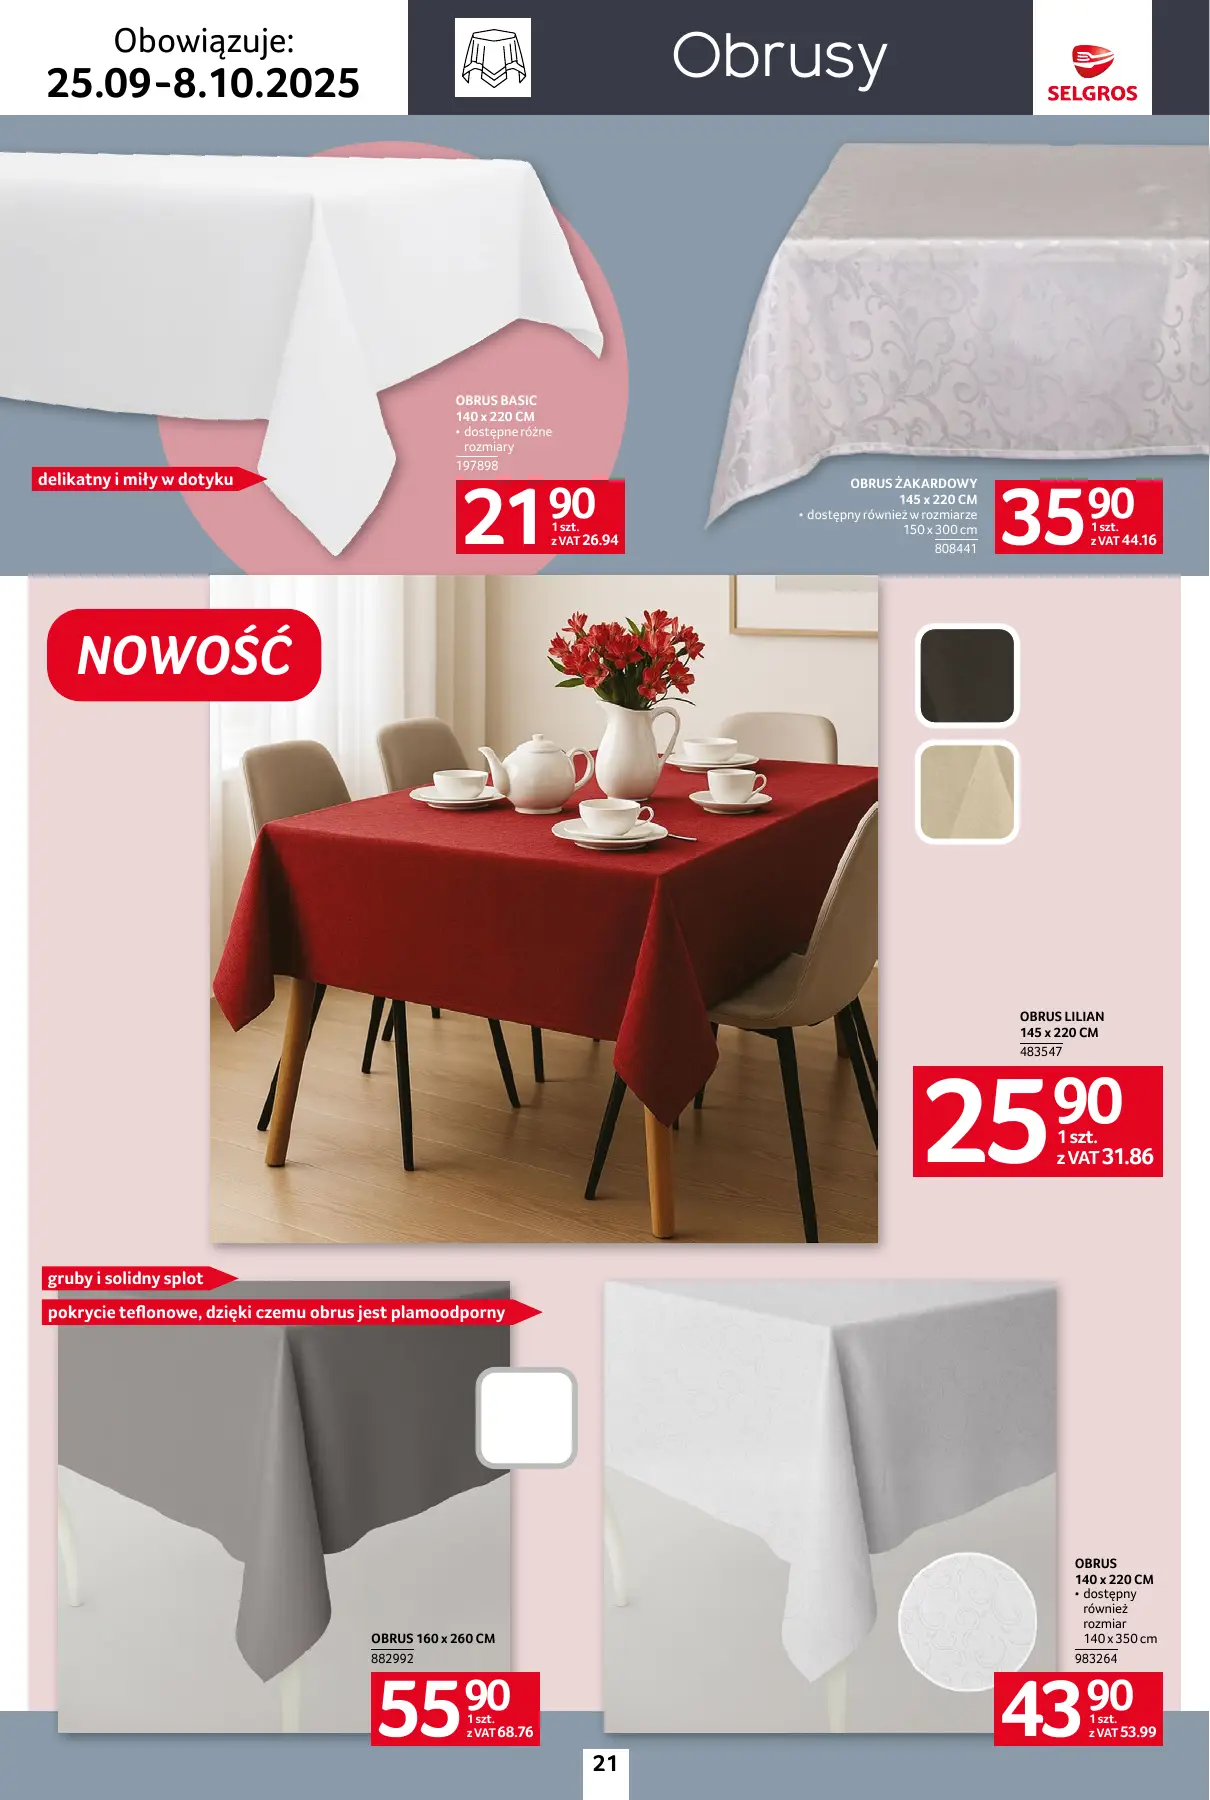 Obowiązuje:
25.09-8.10.2025
Obrusy
SELGROS
OBRUS BASIC
140 x 220 CM
• dostępne różne
rozmiary
197898
delikatny i miły w dotyku
21 90
1 szt.
z VAT 26.94
OBRUS ŻAKARDOWY
145 x 220 CM
• dostępny również w rozmiarze
150 x 300 cm
808441
35 90
1 szt.
z VAT 44.16
NOWOŚĆ
OBRUS LILIAN
145 x 220 CM
483547
25 90
1 szt.
z VAT 31.86
gruby i solidny splot
pokrycie teflonowe, dzięki czemu obrus jest plamoodporny
OBRUS 160 x 260 CM
882992
55 90
1 szt.
z VAT 68.76
OBRUS
140 x 220 CM
• dostępny
również
rozmiar
140 x 350 cm
983264
43 90
1 szt.
z VAT 53.99
21